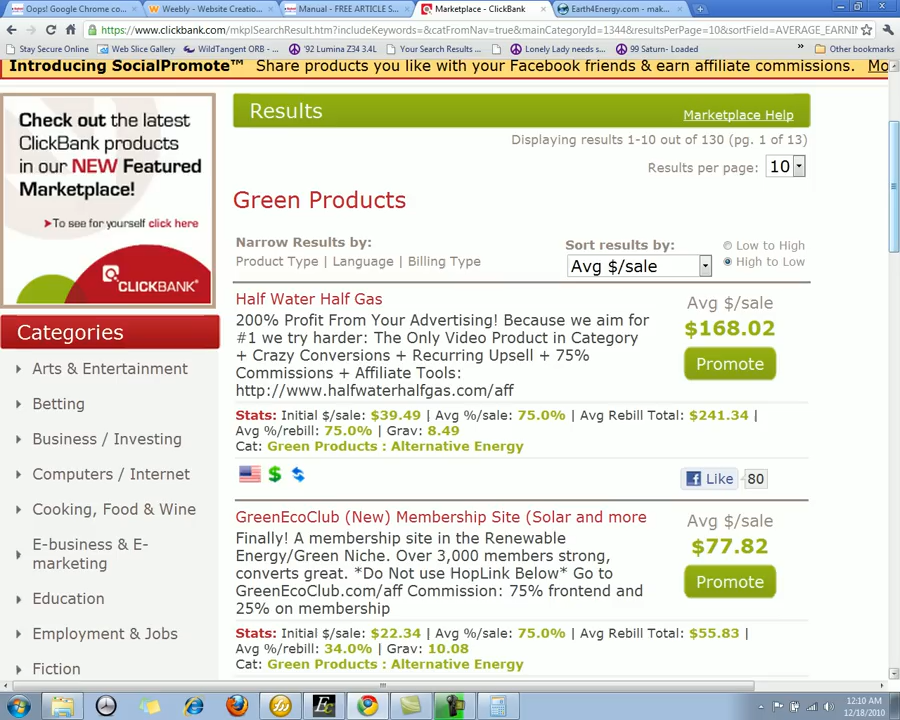 Oops! Google Chrome co...
Weebly - Website Creatio...
Manual - FREE ARTICLE S...
Marketplace - ClickBank
Earth4Energy.com - mak...
https://www.clickbank.com/mkplSearchResult.htm?includeKeywords=&catFromNav=true&mainCategoryId=1344&resultsPerPage=10&sortField=AVERAGE_EARNIN
Stay Secure Online
Web Slice Gallery
WildTangent ORB - ...
'92 Lumina Z34 3.4L
Your Search Results ...
Lonely Lady needs s...
99 Saturn- Loaded
»
Other bookmarks
Introducing SocialPromote™ Share products you like with your Facebook friends & earn affiliate commissions. Mo
Check out the latest
ClickBank products
in our NEW Featured
Marketplace!
➤To see for yourself click here
CLICKBANK®
Categories
Arts & Entertainment
Betting
Business / Investing
Computers / Internet
Cooking, Food & Wine
E-business & E-
marketing
Education
Employment & Jobs
Fiction
Results
Marketplace Help
Displaying results 1-10 out of 130 (pg. 1 of 13)
Results per page: 10
Green Products
Narrow Results by:
Product Type | Language | Billing Type
Sort results by:
Avg $/sale
Low to High
High to Low
Half Water Half Gas
200% Profit From Your Advertising! Because we aim for
#1 we try harder: The Only Video Product in Category
+ Crazy Conversions + Recurring Upsell + 75%
Commissions + Affiliate Tools:
http://www.halfwaterhalfgas.com/aff
Avg $/sale
$168.02
Promote
Stats: Initial $/sale: $39.49 | Avg %/sale: 75.0% | Avg Rebill Total: $241.34 |
Avg %/rebill: 75.0% | Grav: 8.49
Cat: Green Products : Alternative Energy
$
Like 80
GreenEcoClub (New) Membership Site (Solar and more
Finally! A membership site in the Renewable
Energy/Green Niche. Over 3,000 members strong,
converts great. *Do Not use HopLink Below* Go to
GreenEcoClub.com/aff Commission: 75% frontend and
25% on membership
Avg $/sale
$77.82
Promote
Stats: Initial $/sale: $22.34 | Avg %/sale: 75.0% | Avg Rebill Total: $55.83 |
Avg %/rebill: 34.0% | Grav: 10.08
Cat: Green Products : Alternative Energy
12:10 AM
12/18/2010